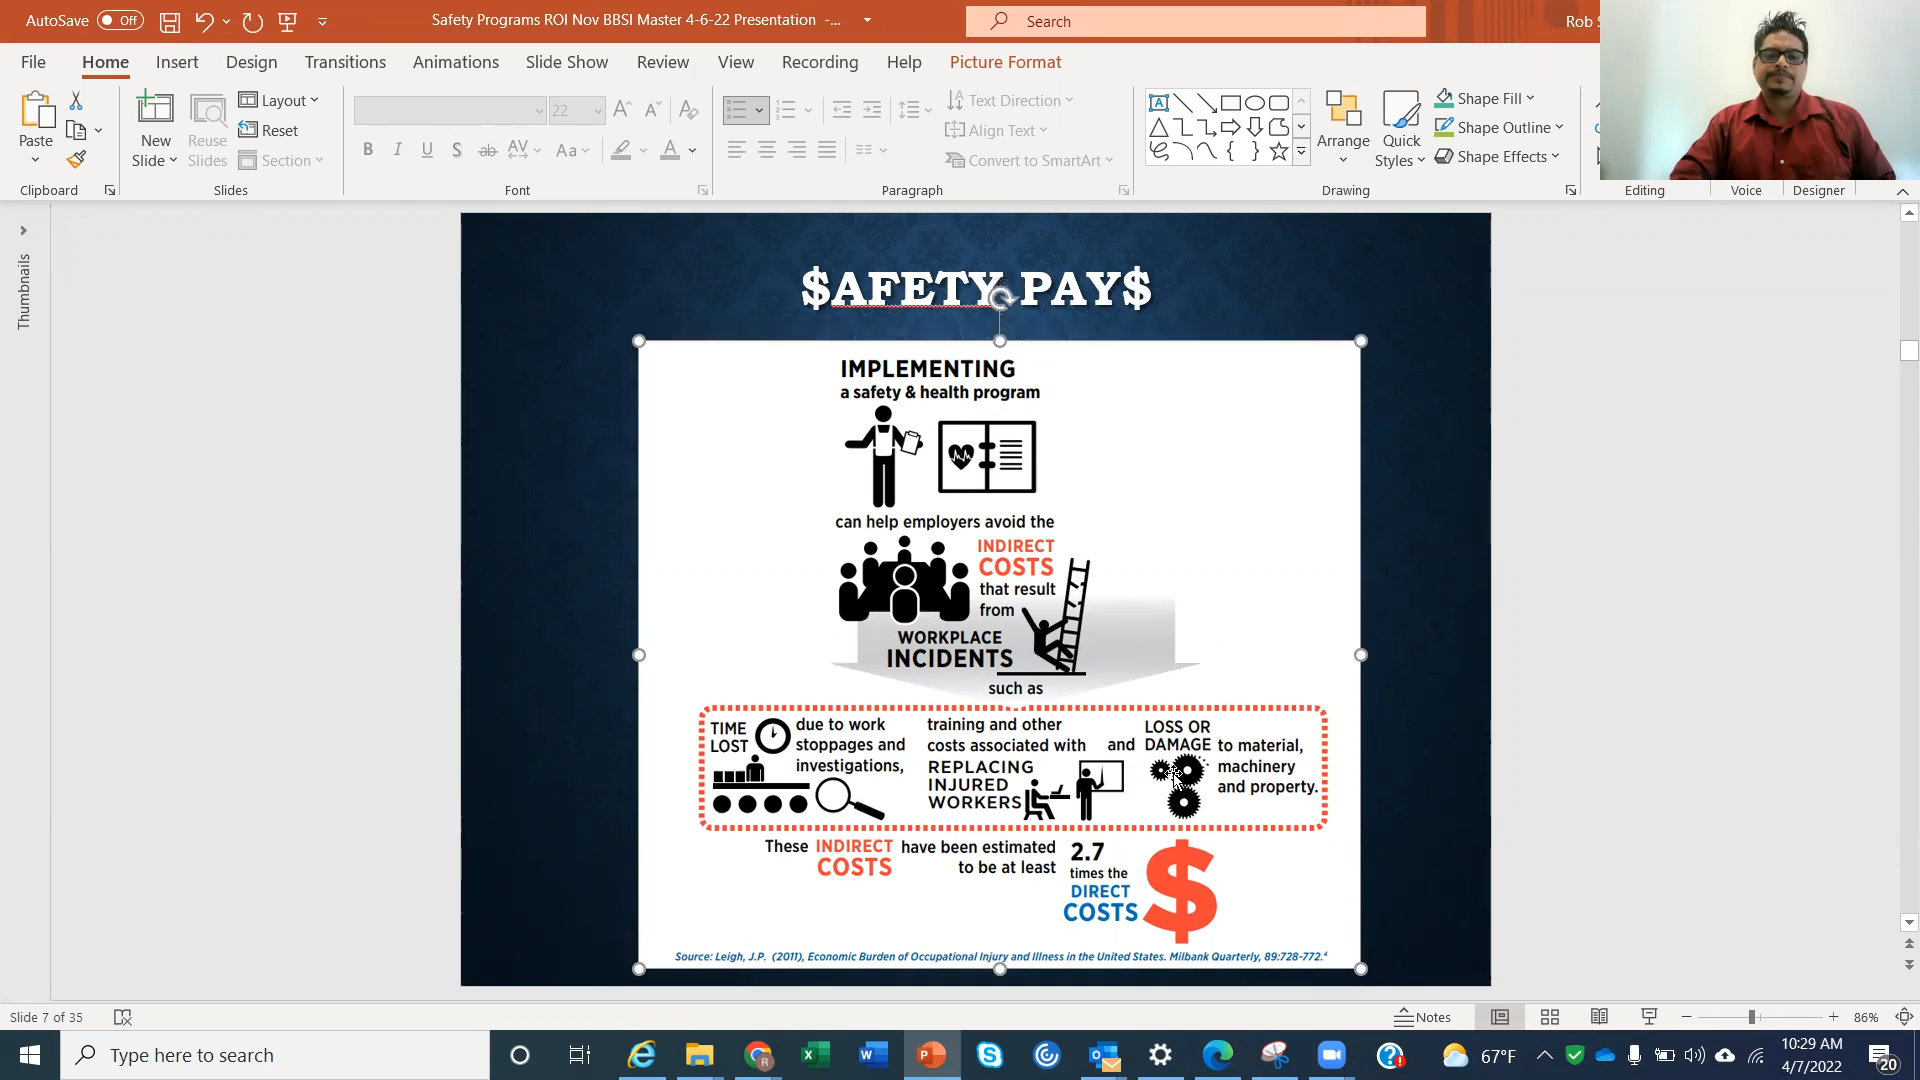 AutoSave Off Safety Programs ROI Nov BBSI Master 4-6-22 Presentation -... Search Rob
File Home Insert Design Transitions Animations Slide Show Review View Recording Help Picture Format
Paste
New Slide
Reuse Slides
Layout
Reset
Section
22
B I U S ab AV Aa A
Text Direction
Align Text
Convert to SmartArt
Arrange
Quick Styles
Shape Fill
Shape Outline
Shape Effects
Clipboard Slides Font Paragraph Drawing Editing Voice Designer
Thumbnails
$AFETY PAY$
IMPLEMENTING
a safety & health program
can help employers avoid the
INDIRECT
COSTS
that result
from
WORKPLACE
INCIDENTS
such as
TIME
LOST
due to work
stoppages and
investigations,
training and other
costs associated with
REPLACING
INJURED
WORKERS
and
LOSS OR
DAMAGE
to material,
machinery
and property.
These INDIRECT COSTS have been estimated
to be at least
2.7
times the
DIRECT
COSTS
$
Source: Leigh, J.P. (2011), Economic Burden of Occupational Injury and Illness in the United States. Milbank Quarterly, 89:728-772.4
Slide 7 of 35 Notes 86%
Type here to search 67°F 10:29 AM
4/7/2022
20